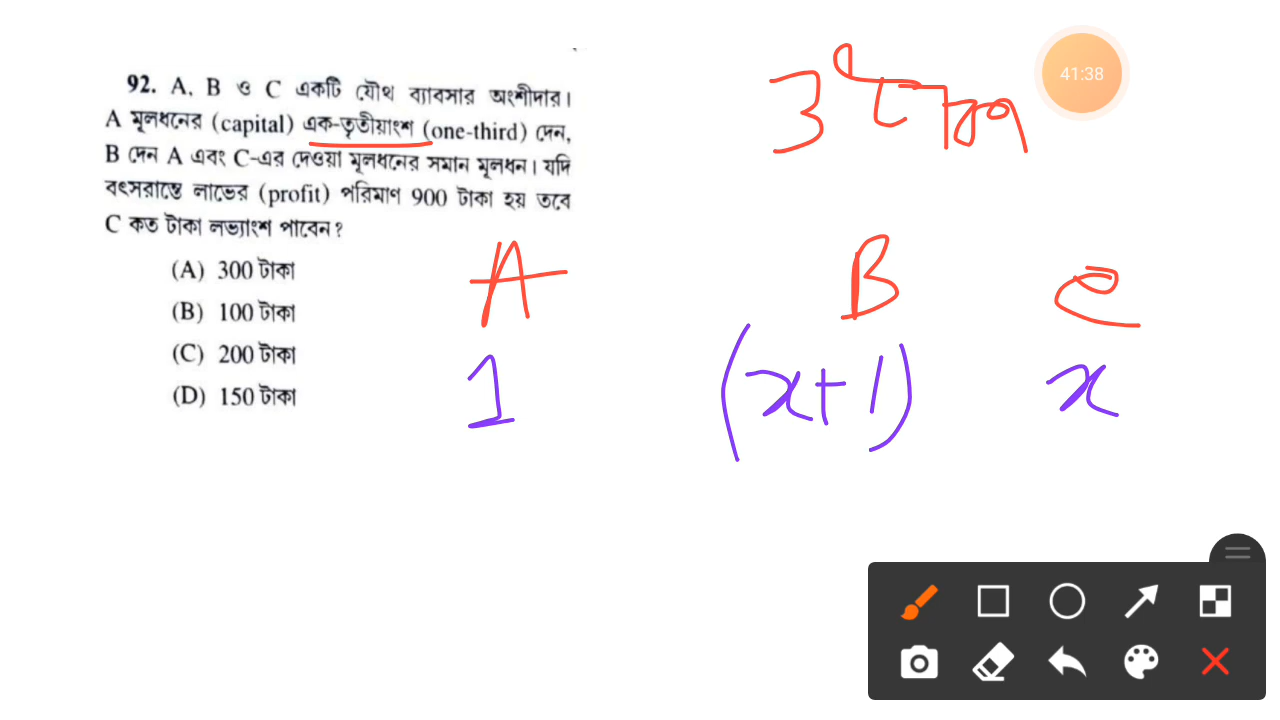 92. A, B ও C একটি যৌথ ব্যাবসার অংশীদার।
A মূলধনের (capital) এক-তৃতীয়াংশ (one-third) দেন,
B দেন A এবং C-এর দেওয়া মূলধনের সমান মূলধন। যদি
বৎসরান্তে লাভের (profit) পরিমাণ 900 টাকা হয় তবে
C কত টাকা লভ্যাংশ পাবেন?
(A) 300 টাকা
(B) 100 টাকা
(C) 200 টাকা
(D) 150 টাকা
3
41:38
A B C
1 (x+1) x